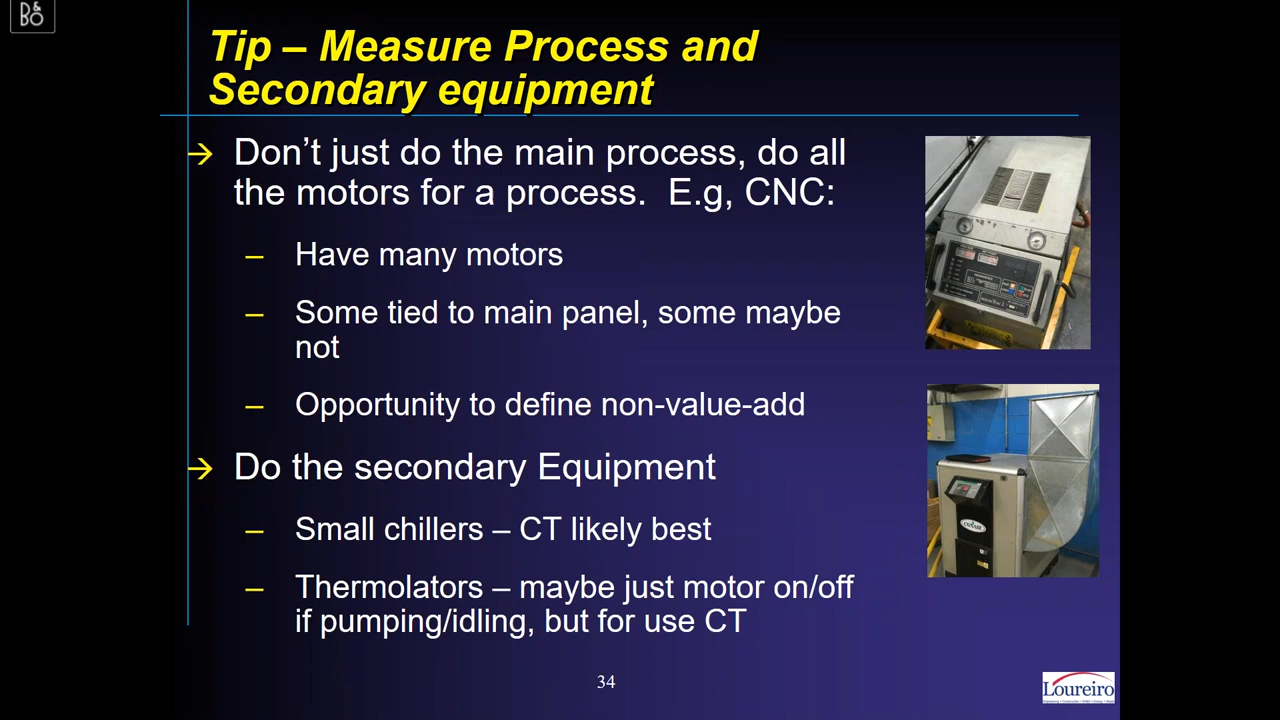 B&O
Tip – Measure Process and
Secondary equipment
→ Don’t just do the main process, do all
the motors for a process.  E.g, CNC:
– Have many motors
– Some tied to main panel, some maybe
not
– Opportunity to define non-value-add
→ Do the secondary Equipment
– Small chillers – CT likely best
– Thermolators – maybe just motor on/off
if pumping/idling, but for use CT
34
Loureiro